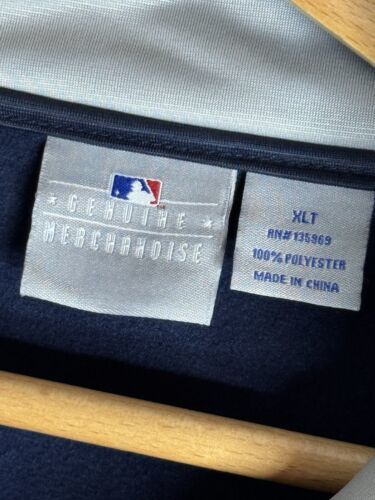 GENUINE
MERCHANDISE
XLT
RN#135969
100% POLYESTER
MADE IN CHINA